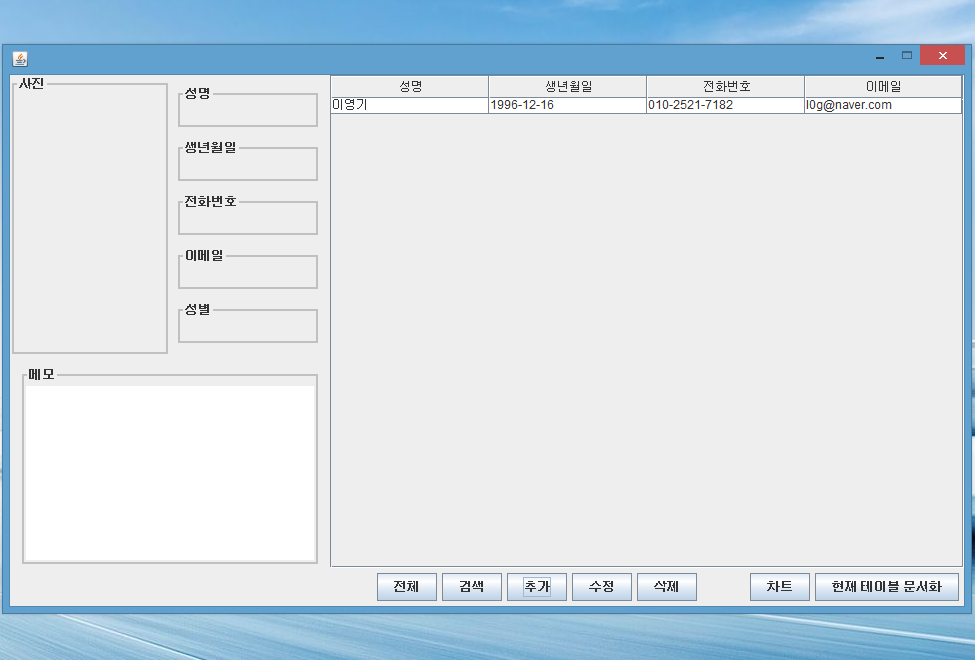 사진
성명
생년월일
전화번호
이메일
성별
메모
성명 생년월일 전화번호 이메일
이영기 1996-12-16 010-2521-7182 l0g@naver.com
전체 검색 추가 수정 삭제 차트 현재 테이블 문서화